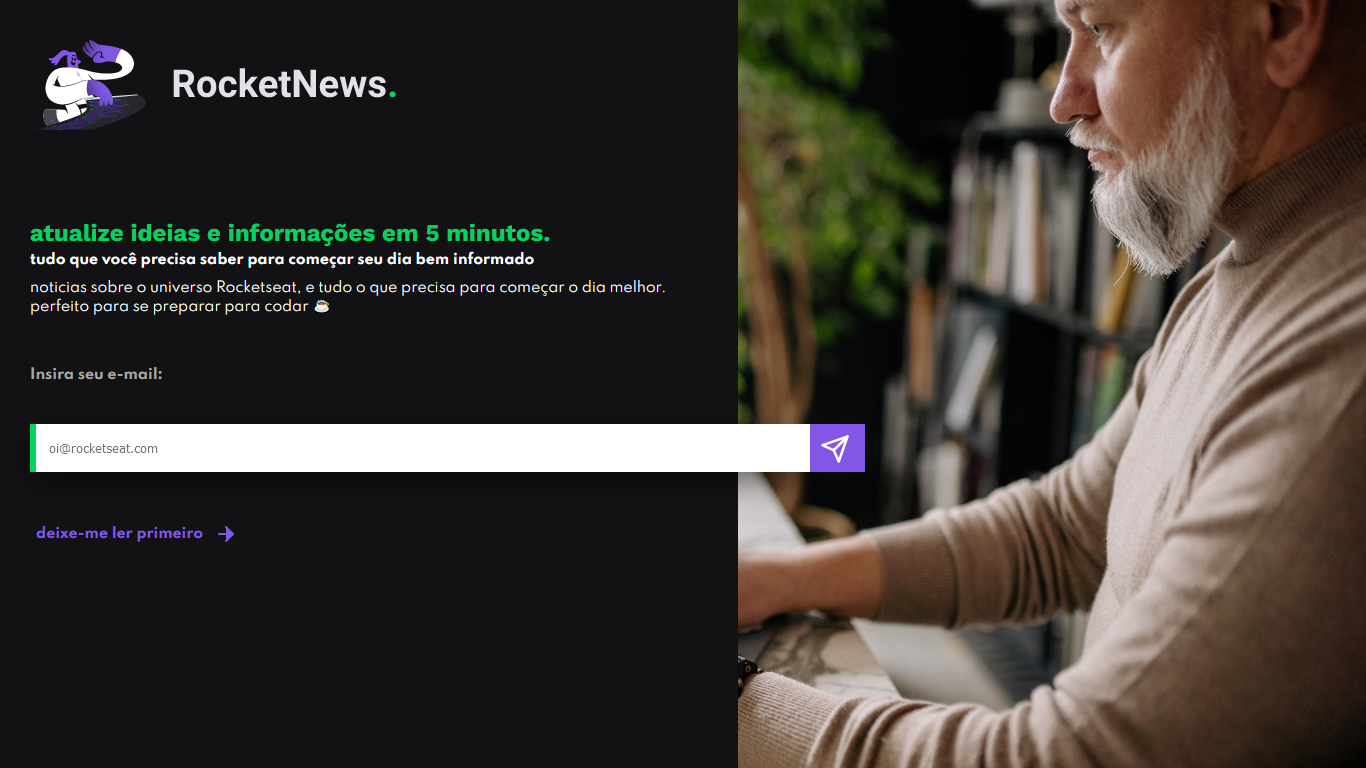 RocketNews.
atualize ideias e informações em 5 minutos.
tudo que você precisa saber para começar seu dia bem informado
noticias sobre o universo Rocketseat, e tudo o que precisa para começar o dia melhor.
perfeito para se preparar para codar ☕
Insira seu e-mail:
oi@rocketseat.com
deixe-me ler primeiro